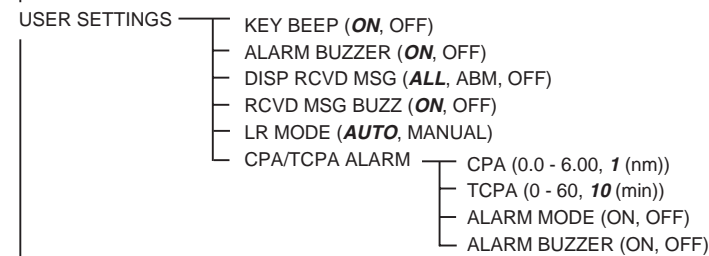 USER SETTINGS
KEY BEEP (ON, OFF)
ALARM BUZZER (ON, OFF)
DISP RCVD MSG (ALL, ABM, OFF)
RCVD MSG BUZZ (ON, OFF)
LR MODE (AUTO, MANUAL)
CPA/TCPA ALARM
CPA (0.0 - 6.00, 1 (nm))
TCPA (0 - 60, 10 (min))
ALARM MODE (ON, OFF)
ALARM BUZZER (ON, OFF)